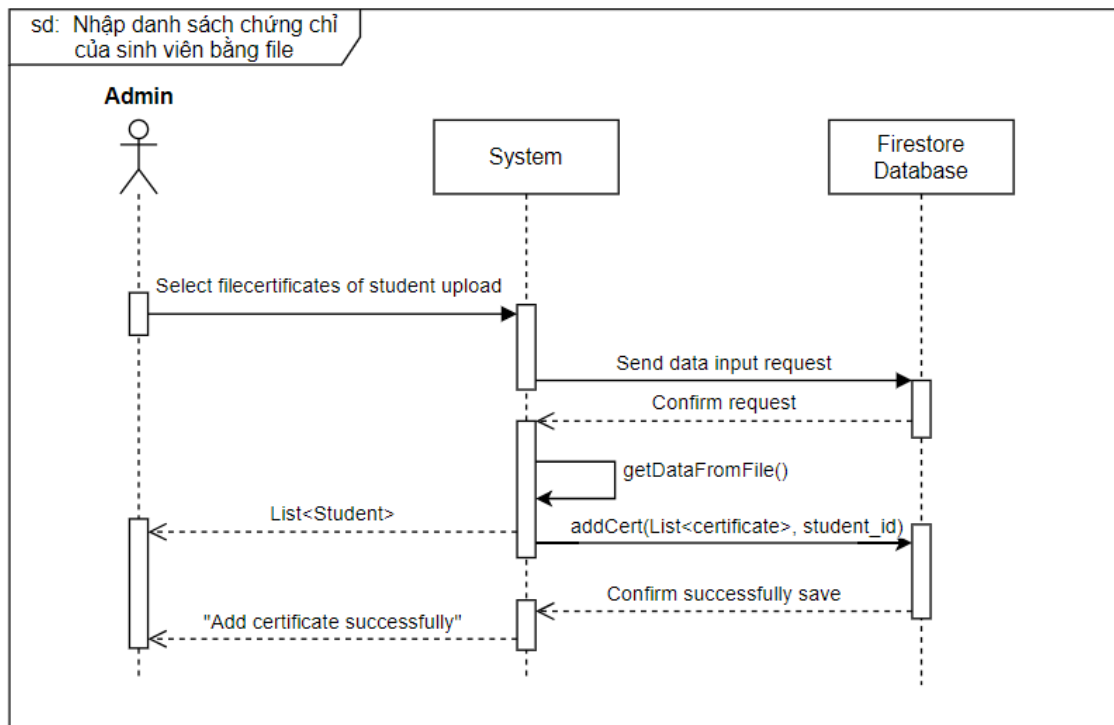 sd: Nhập danh sách chứng chỉ
của sinh viên bằng file
Admin
System
Firestore
Database
Select filecertificates of student upload
Send data input request
Confirm request
getDataFromFile()
List<Student>
addCert(List<certificate>, student_id)
Confirm successfully save
"Add certificate successfully"